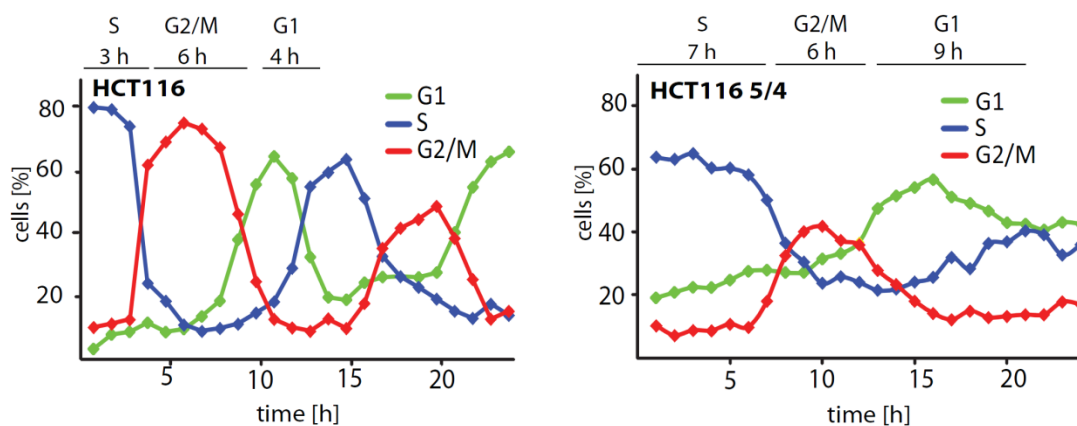 S G2/M G1
3 h 6 h 4 h
HCT116
G1
S
G2/M
80
60
40
20
cells [%]
5 10 15 20
time [h]
S G2/M G1
7 h 6 h 9 h
HCT116 5/4
G1
S
G2/M
80
60
40
20
cells [%]
5 10 15 20
time [h]